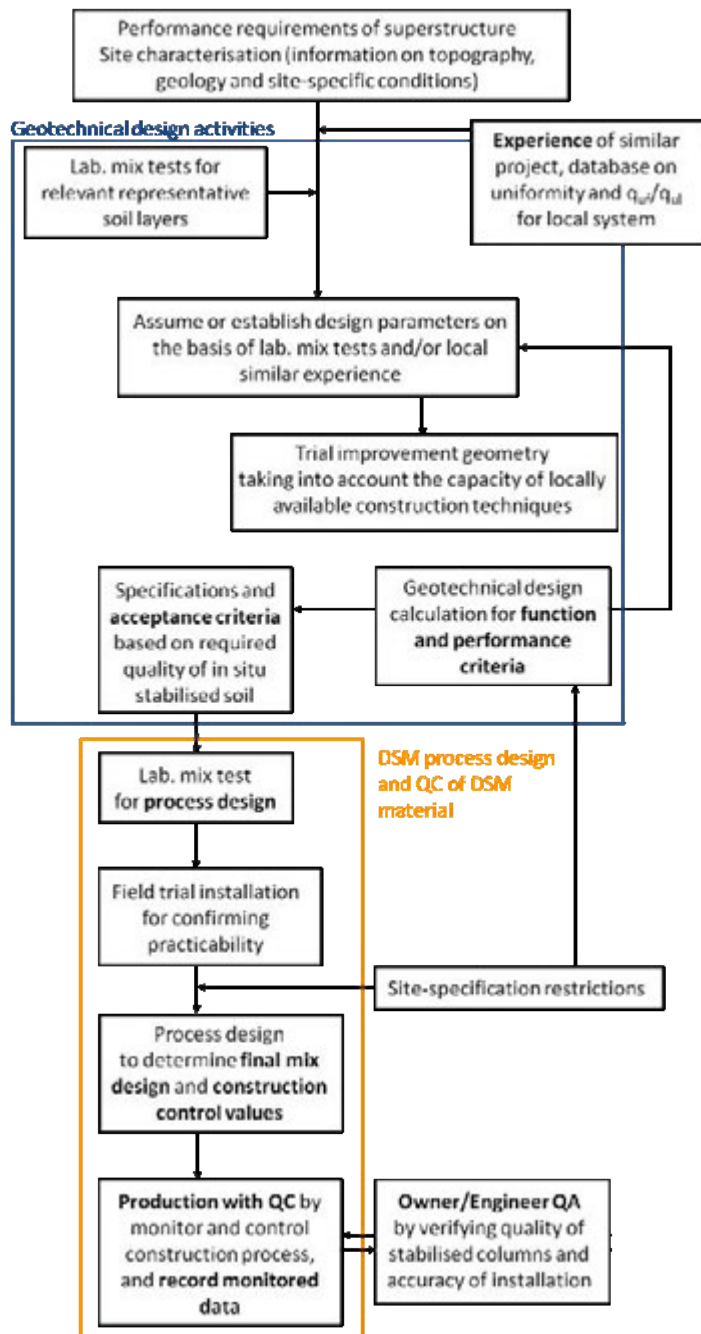 Performance requirements of superstructure
Site characterisation (information on topography,
geology and site-specific conditions)
Geotechnical design activities
Lab. mix tests for
relevant representative
soil layers
Experience of similar
project, database on
uniformity and quf/qul
for local system
Assume or establish design parameters on
the basis of lab. mix tests and/or local
similar experience
Trial improvement geometry
taking into account the capacity of locally
available construction techniques
Specifications and
acceptance criteria
based on required
quality of in situ
stabilised soil
Geotechnical design
calculation for function
and performance
criteria
DSM process design
and QC of DSM
material
Lab. mix test
for process design
Field trial installation
for confirming
practicability
Site-specification restrictions
Process design
to determine final mix
design and construction
control values
Production with QC by
monitor and control
construction process,
and record monitored
data
Owner/Engineer QA
by verifying quality of
stabilised columns and
accuracy of installation